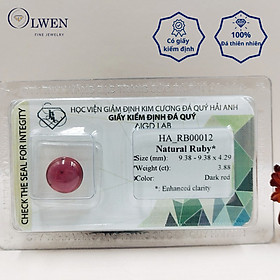 OLWEN
FINE JEWELRY
Có giấy
kiểm định
100%
Đá thiên nhiên
HỌC VIỆN GIÁM ĐỊNH KIM CƯƠNG ĐÁ QUÝ HẢI ANH
GIẤY KIỂM ĐỊNH ĐÁ QUÝ
AIGD LAB
CHECK THE SEAL FOR INTEGRITY
HA_RB00012
Natural Ruby*
Size (mm): 9.38 - 9.38 x 4.29
Weight (ct): 3.88
Color: Dark red
*: Enhanced clarity